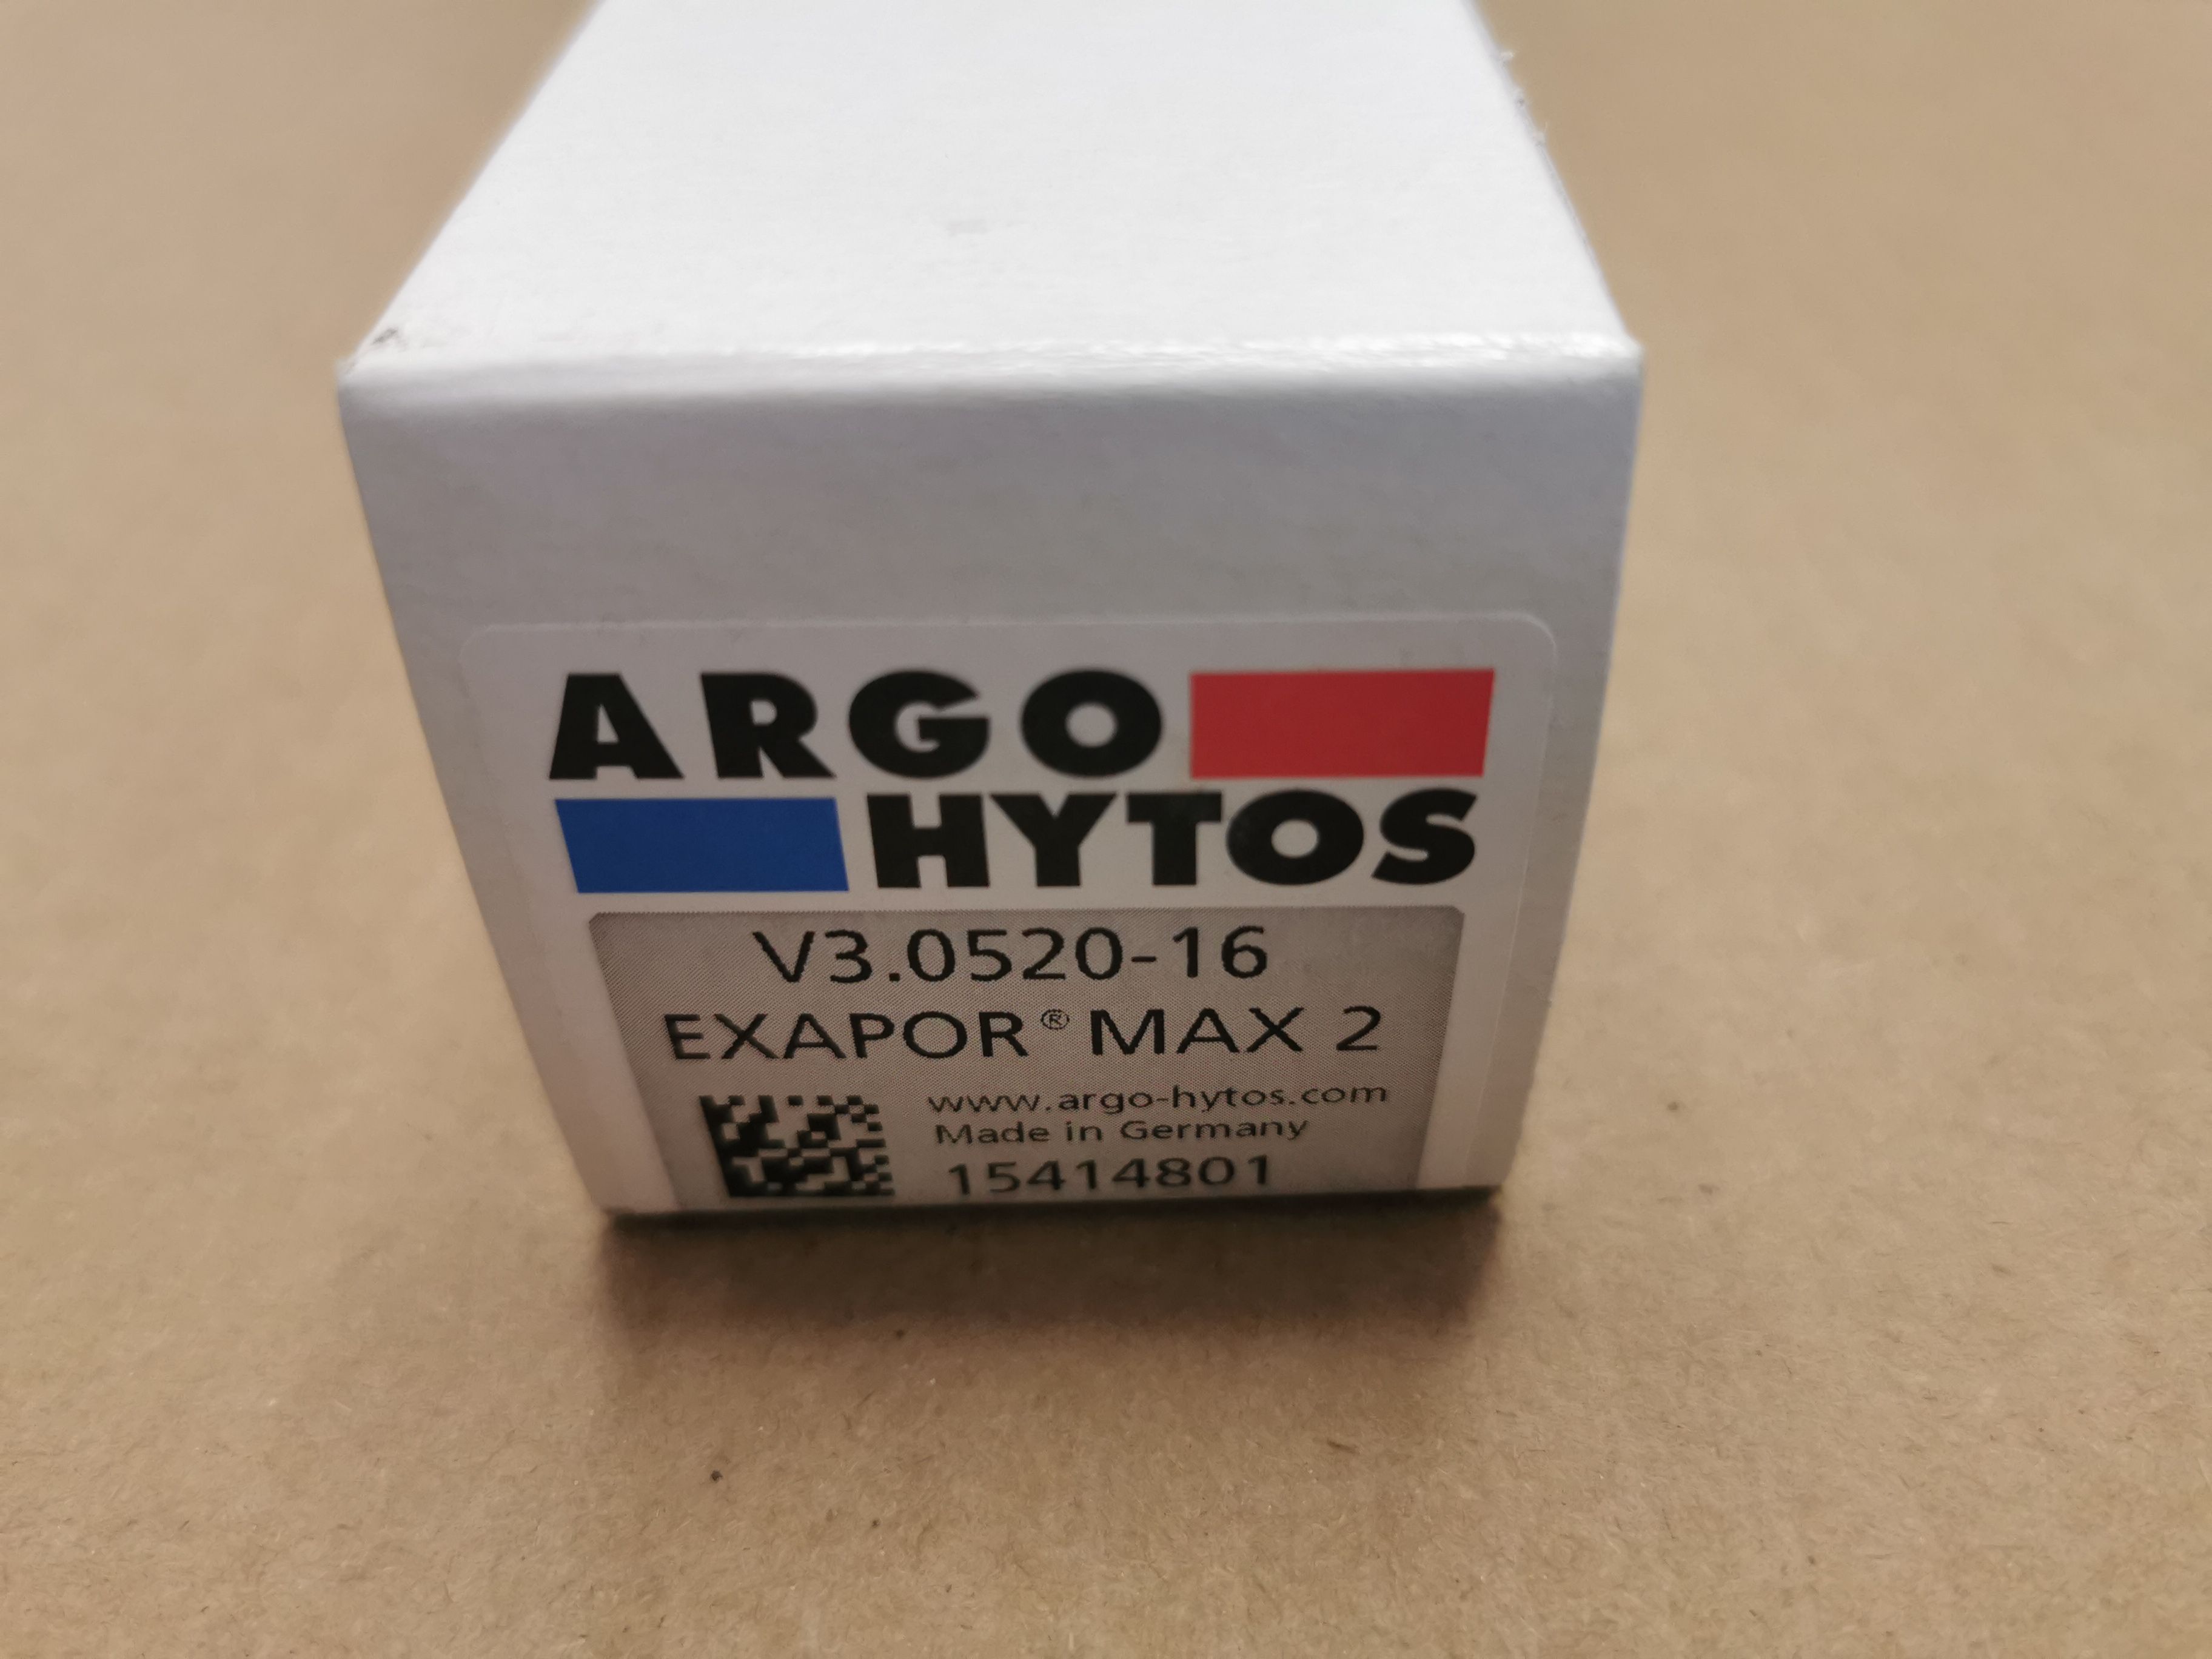 ARGO
HYTOS
V3.0520-16
EXAPOR® MAX 2
www.argo-hytos.com
Made in Germany
15414801